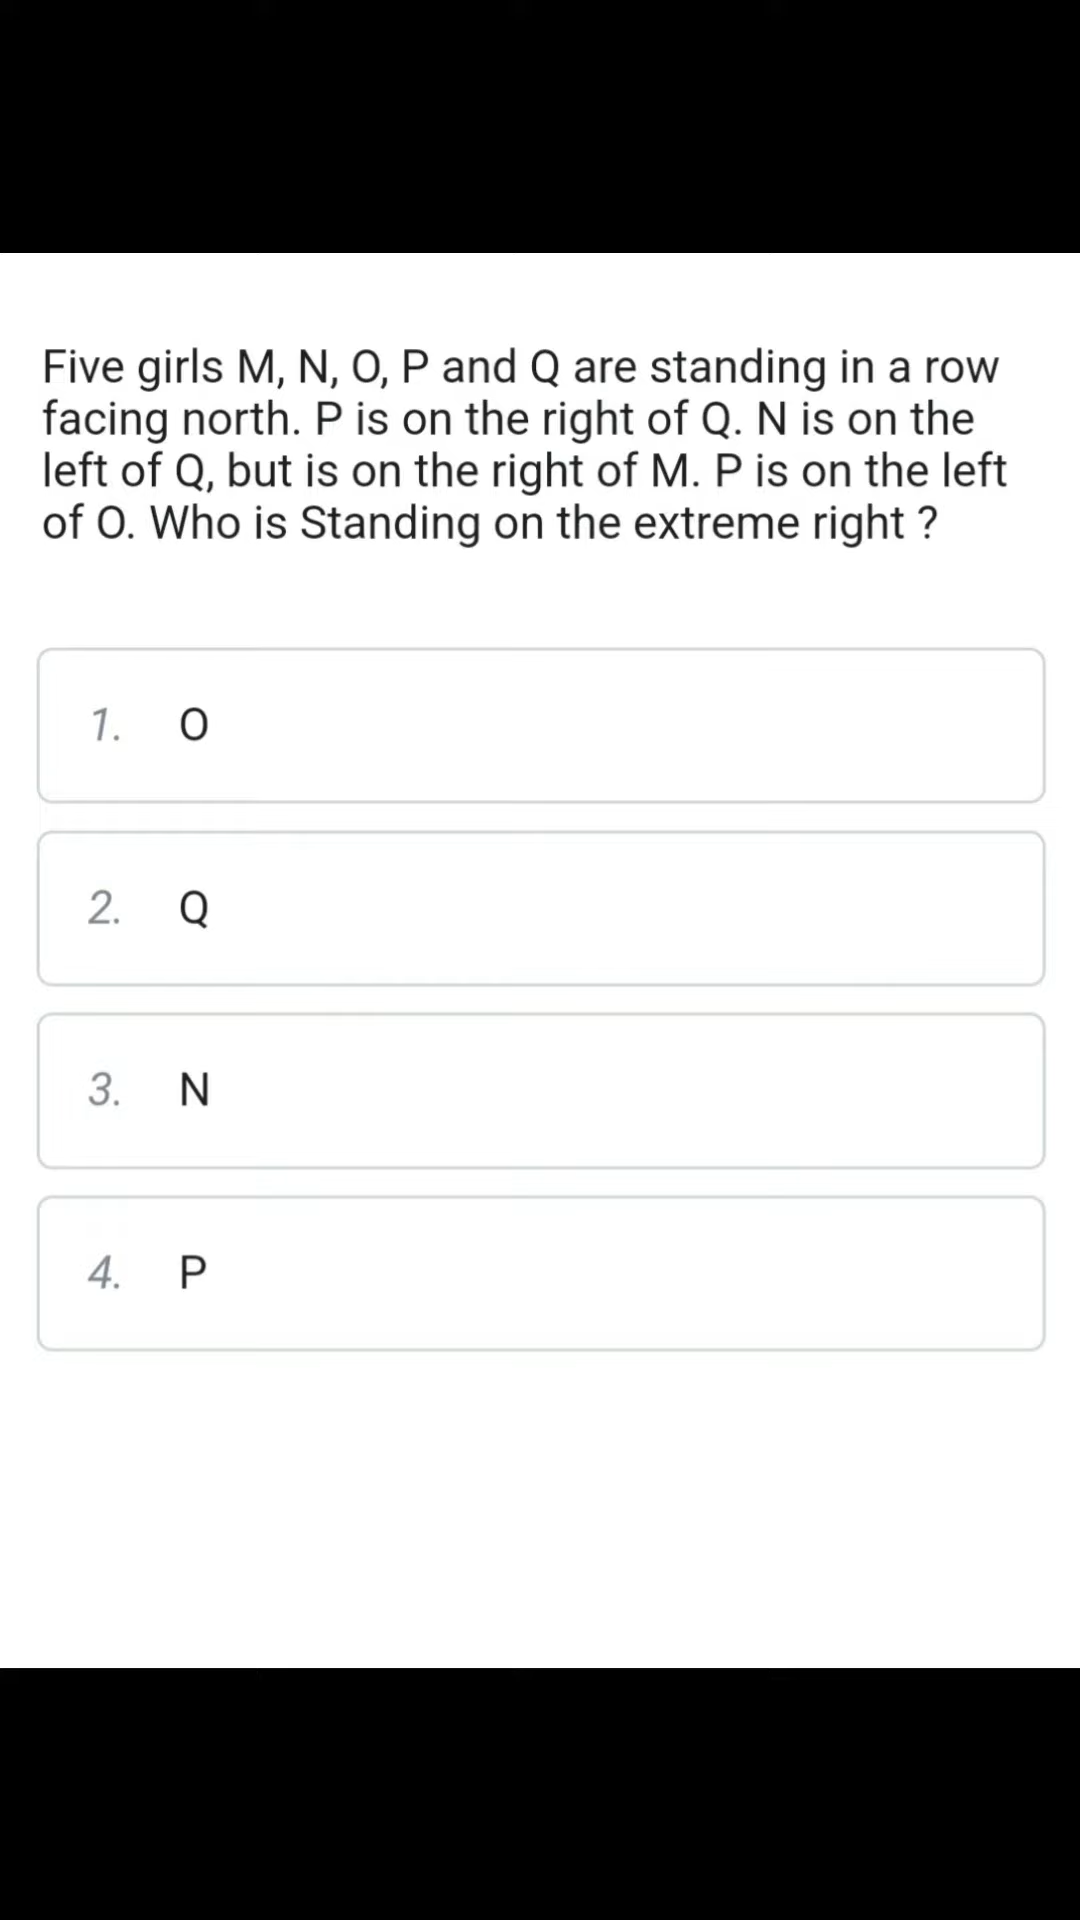 Five girls M, N, O, P and Q are standing in a row
facing north. P is on the right of Q. N is on the
left of Q, but is on the right of M. P is on the left
of O. Who is Standing on the extreme right ?
1. O
2. Q
3. N
4. P